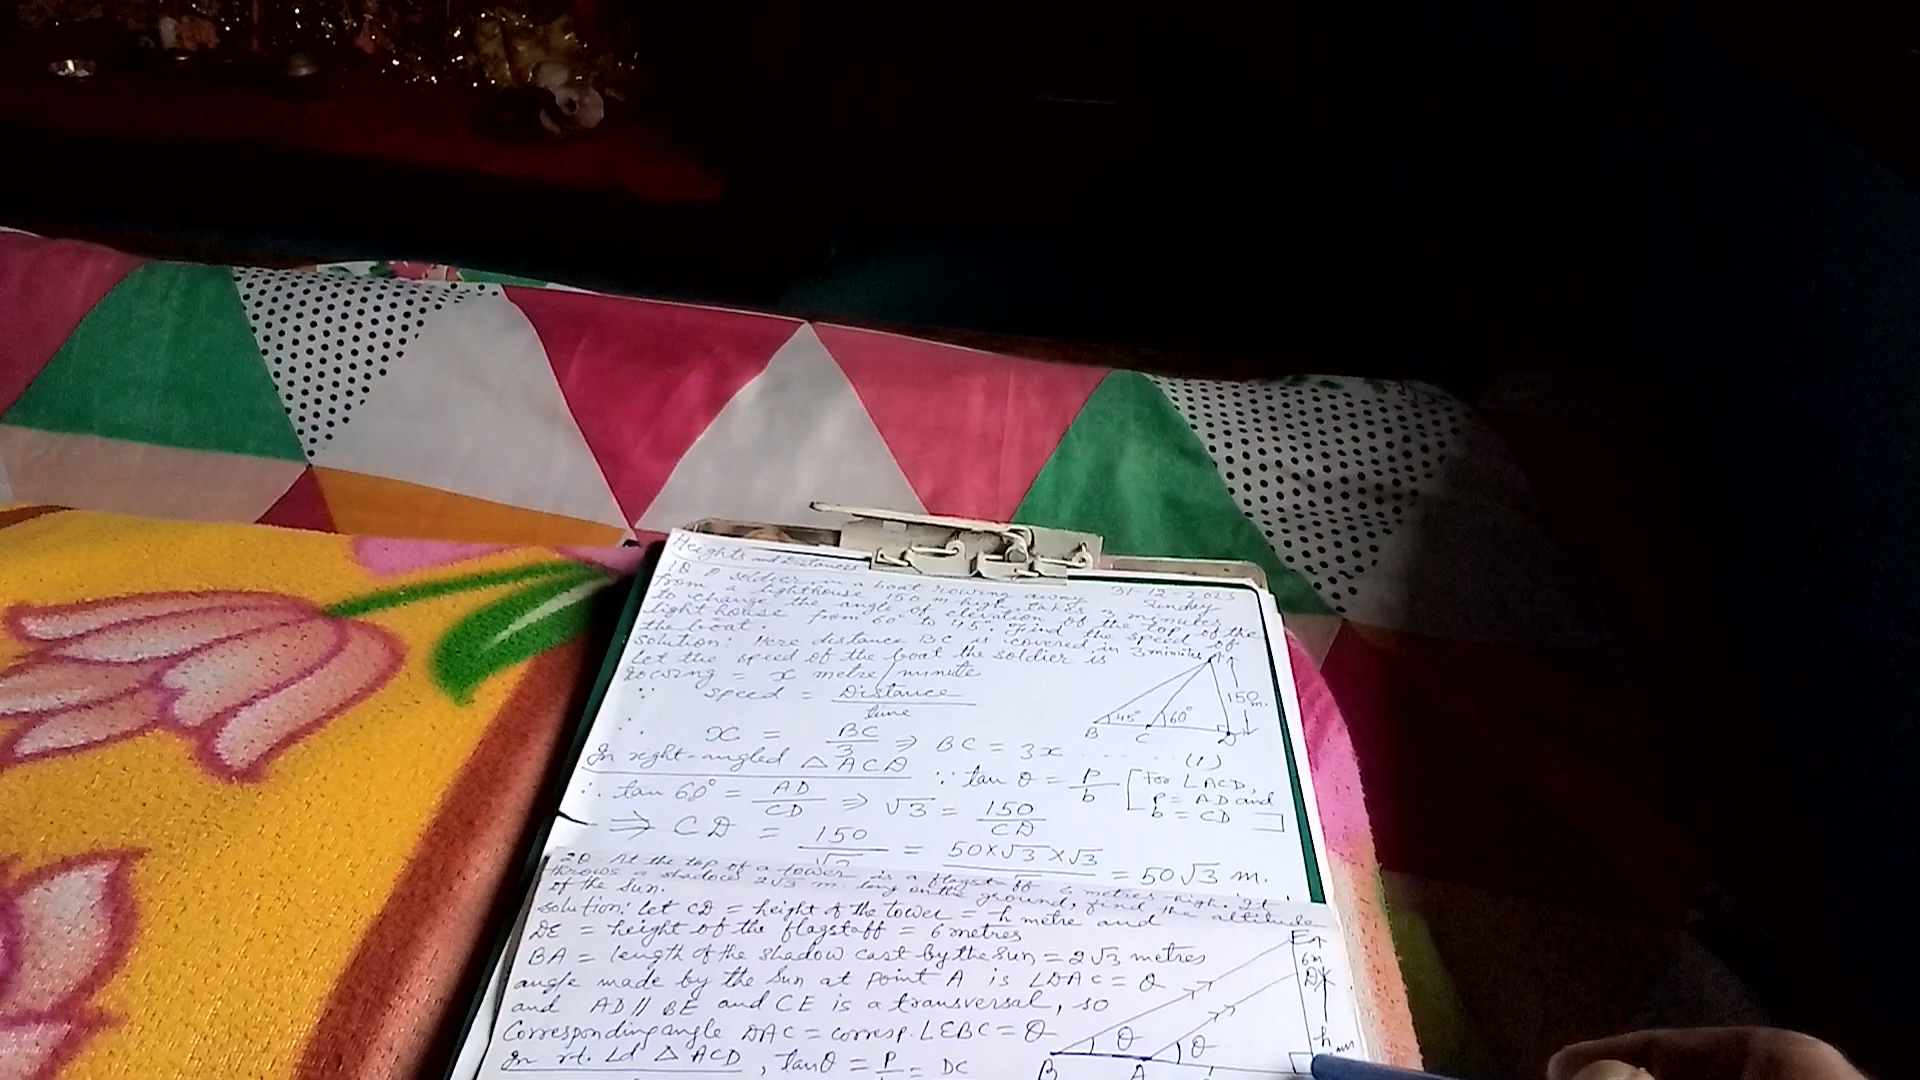 Heights and Distances
31-12-2023
Sunday
1Q A soldier in a boat rowing away
from a lighthouse 150 m high, takes 3 minutes
to change the angle of elevation of the top of the
lighthouse from 60° to 45°. Find the speed of
the boat.
solution: Here distance BC is covered in 3 minutes
Let the speed of the boat the soldier is
rowing = x metre/minute
∵ speed = Distance / time
∴ x = BC / 3 ⇒ BC = 3x ........ (1)
In right-angled △ACD ∵ tan θ = P / b [For ∠ACD,
P = AD and
b = CD]
∴ tan 60° = AD / CD ⇒ √3 = 150 / CD
⇒ CD = 150 / √3 = 50×√3×√3 = 50√3 m.
A
150 m.
45° 60°
B C D
2Q. At the top of a tower is a flagstaff 6 metres high. It
throws a shadow 2√3 m. long on the ground, find the altitude
of the Sun.
solution: Let CD = height of the tower = h metre and
DE = height of the flagstaff = 6 metres
BA = length of the shadow cast by the Sun = 2√3 metres
angle made by the Sun at point A is ∠DAC = θ
and AD // BE and CE is a transversal, so
Corresponding angle DAC = corresp. ∠EBC = θ
In rt. ∠d △ACD, tanθ = P = DC
E
6m
D
h
θ θ
B A